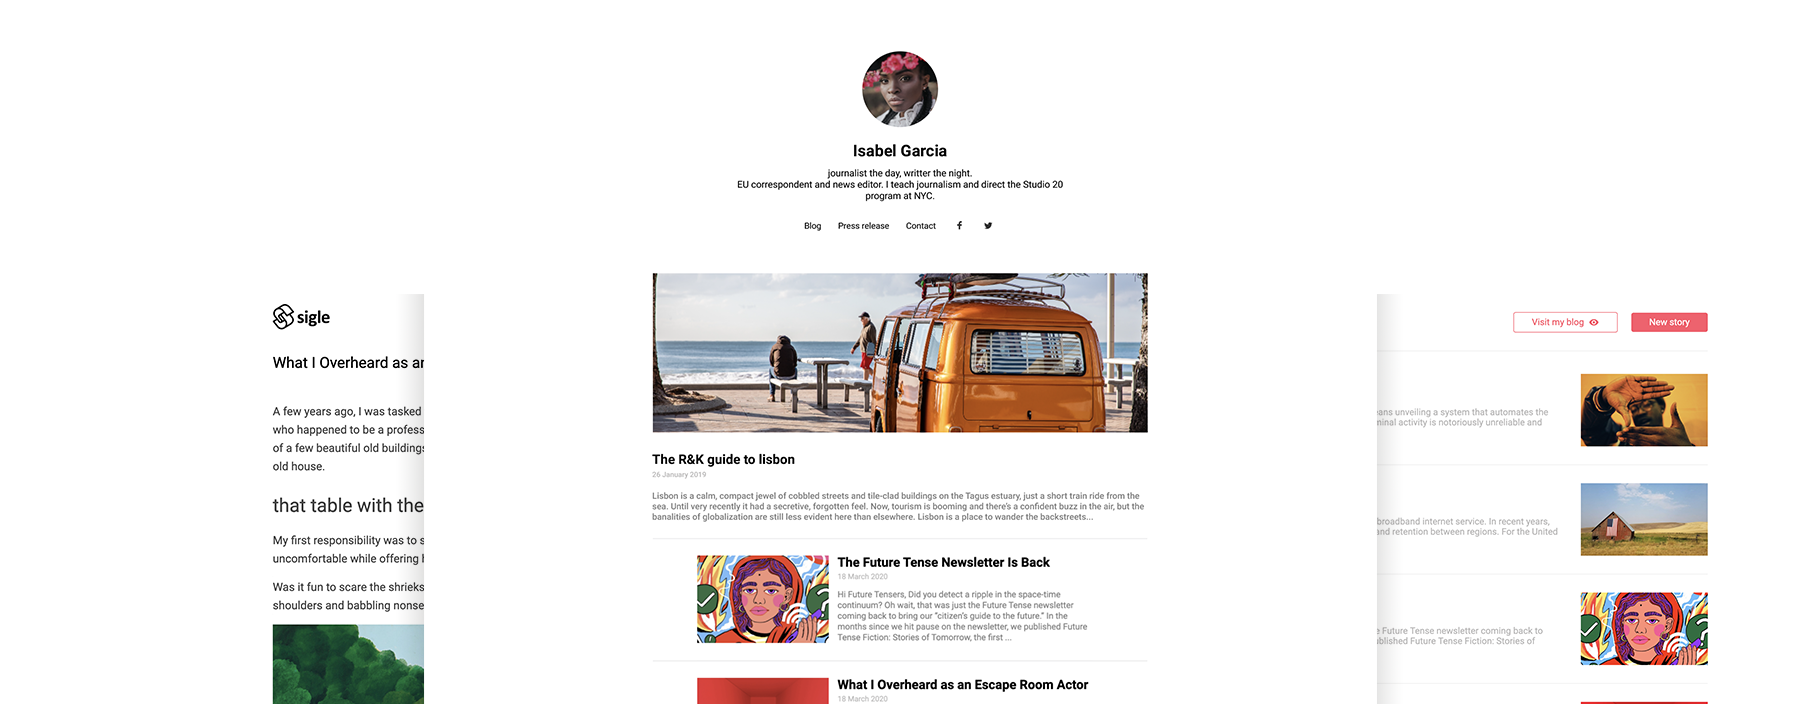 Isabel Garcia
journalist the day, writter the night.
EU correspondent and news editor. I teach journalism and direct the Studio 20
program at NYC.
Blog Press release Contact
The R&K guide to lisbon
26 January 2019
Lisbon is a calm, compact jewel of cobbled streets and tile-clad buildings on the Tagus estuary, just a short train ride from the
sea. Until very recently it had a secretive, forgotten feel. Now, tourism is booming and there's a confident buzz in the air, but the
banalities of globalization are still less evident here than elsewhere. Lisbon is a place to wander the backstreets...
The Future Tense Newsletter Is Back
18 March 2020
Hi Future Tensers, Did you detect a ripple in the space-time
continuum? Oh wait, that was just the Future Tense newsletter
coming back to bring our "citizen's guide to the future." In the
months since we hit pause on the newsletter, we published Future
Tense Fiction: Stories of Tomorrow, the first ...
What I Overheard as an Escape Room Actor
18 March 2020
sigle
What I Overheard as
A few years ago, I was tasked
who happened to be a
of a few beautiful old buildings
old house.
that table with the
My first responsibility was to
uncomfortable while offering
Was it fun to scare the shrieks
shoulders and babbling
Visit my blog
New story
unveiling a system that automates the
activity is notoriously unreliable and
broadband internet service. In recent years,
and retention between regions. For the United
Future Tense newsletter coming back to
Future Tense Fiction: Stories of